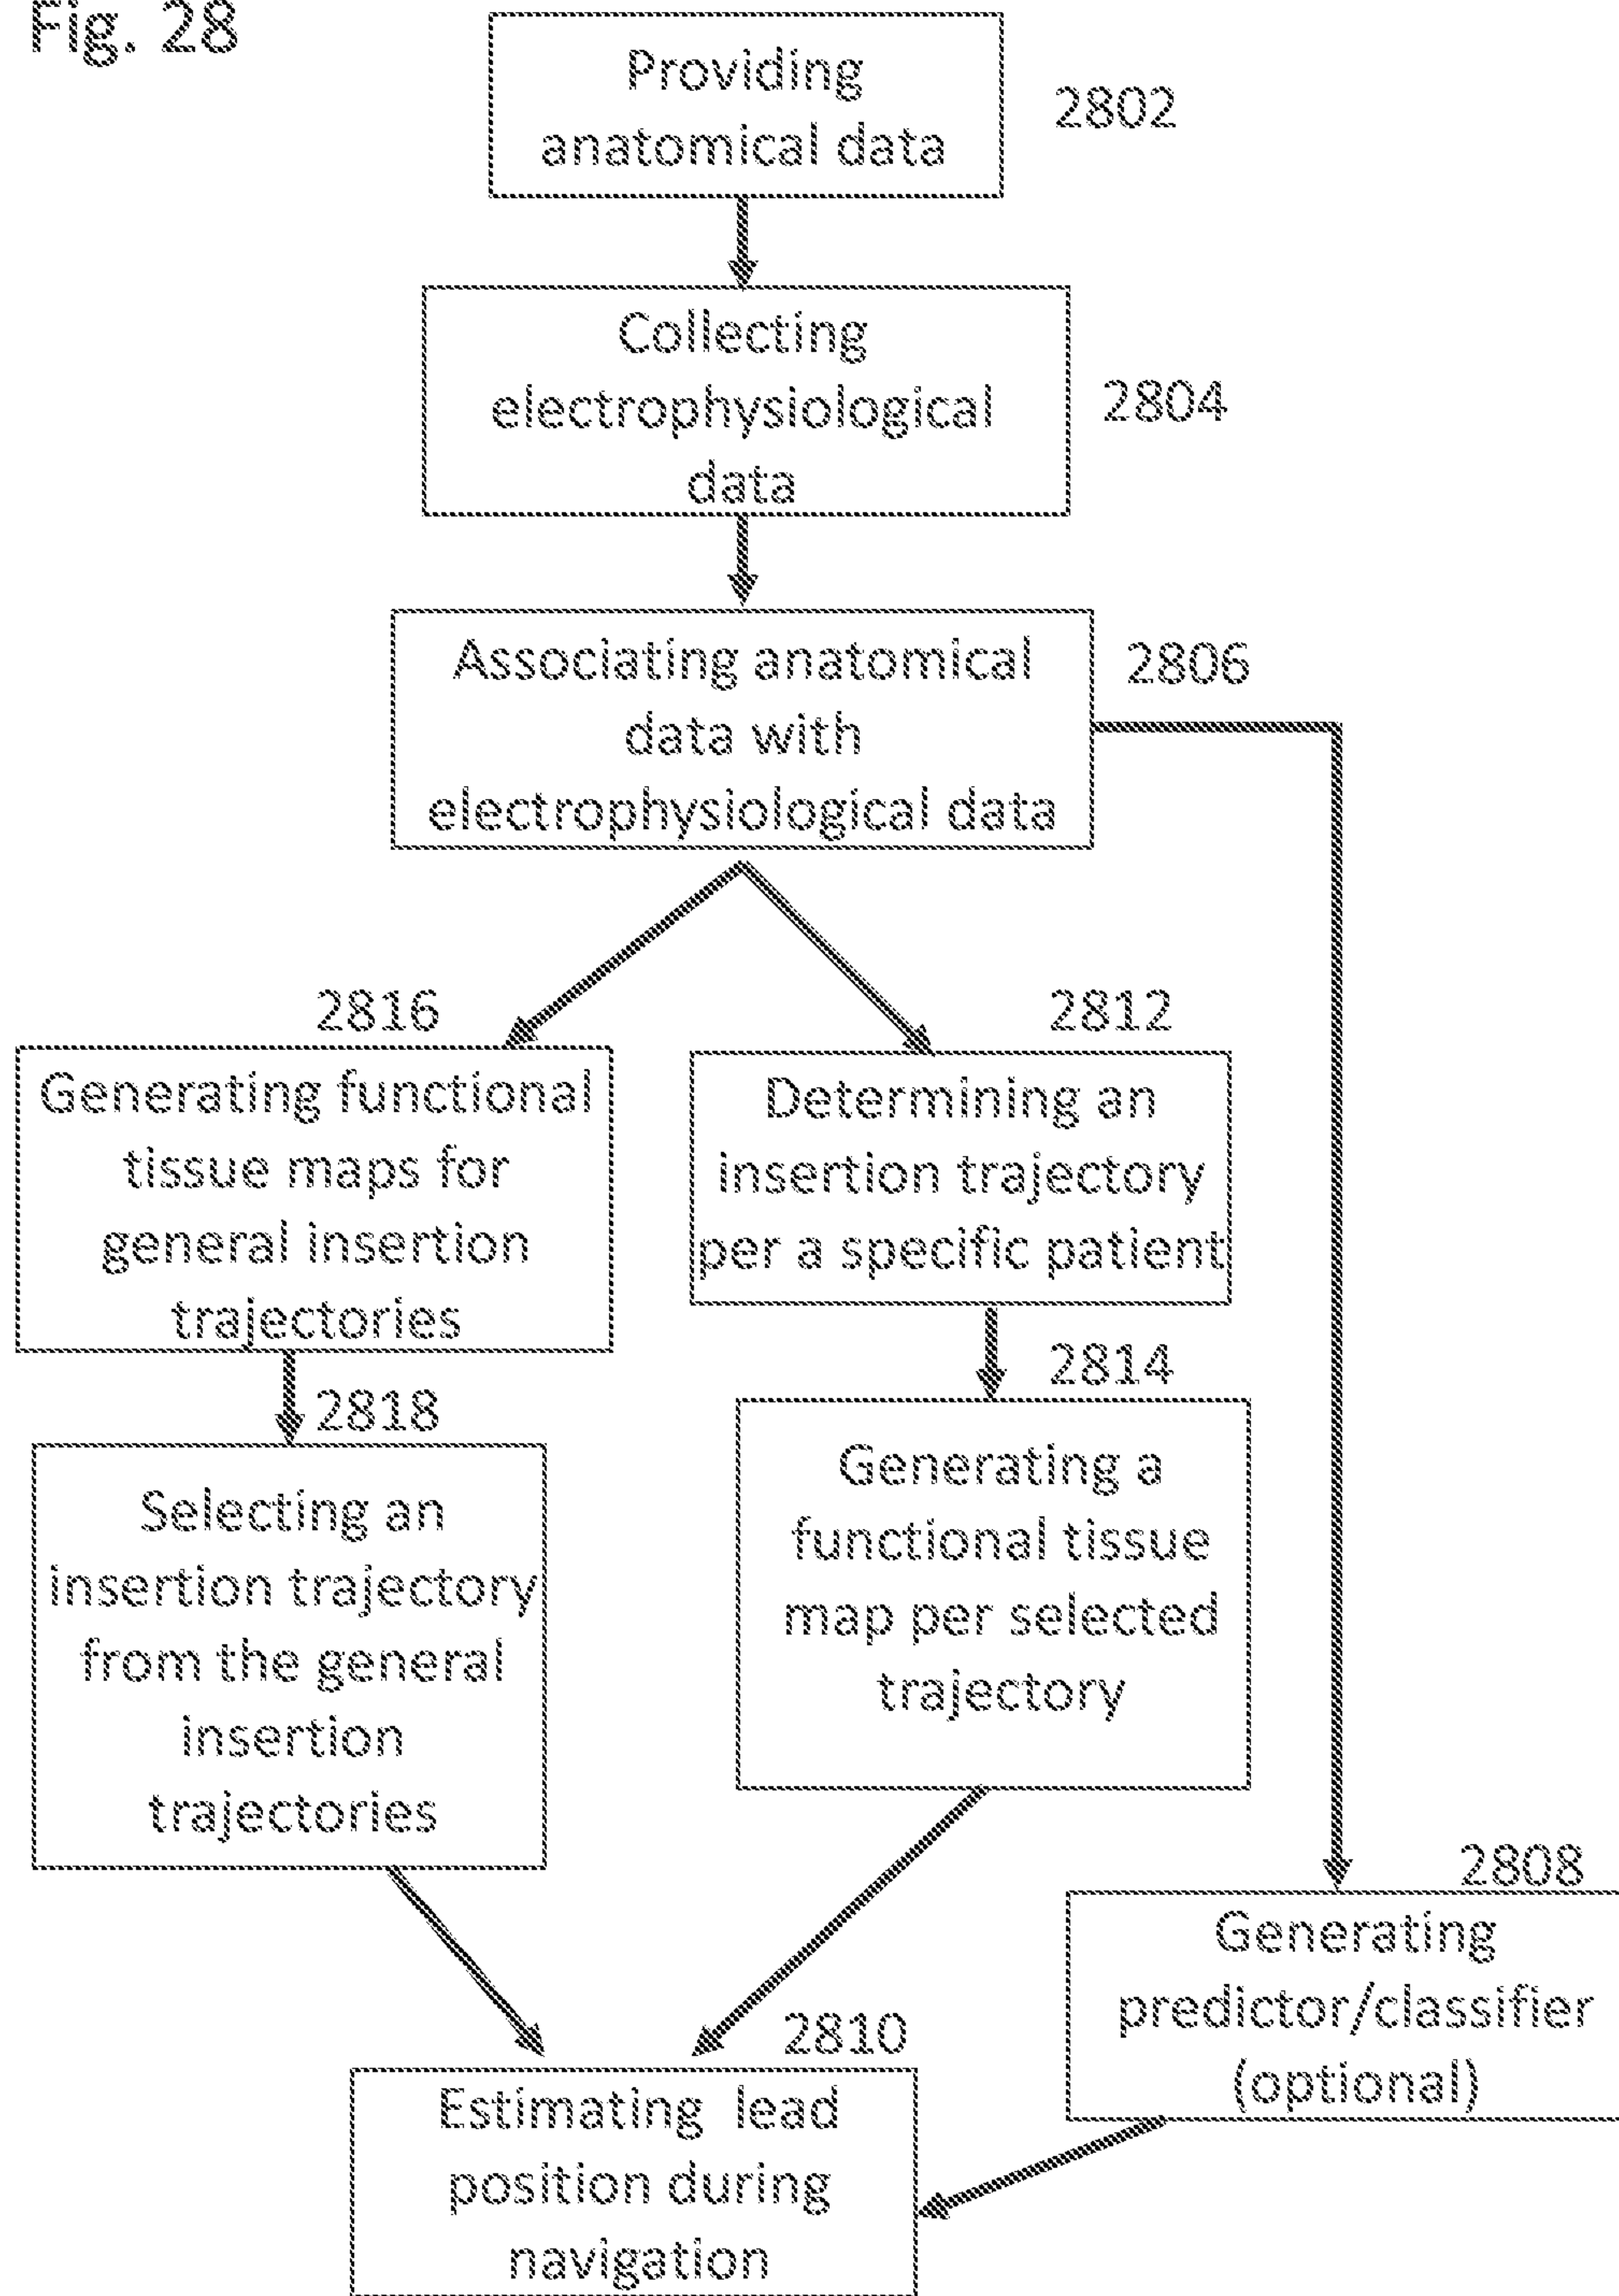 Fig. 28
Providing
anatomical data
2802
Collecting
electrophysiological
data
2804
Associating anatomical
data with
electrophysiological data
2806
2816
Generating functional
tissue maps for
general insertion
trajectories
2812
Determining an
insertion trajectory
per a specific patient
2818
Selecting an
insertion trajectory
from the general
insertion
trajectories
2814
Generating a
functional tissue
map per selected
trajectory
2808
Generating
predictor/classifier
(optional)
2810
Estimating lead
position during
navigation